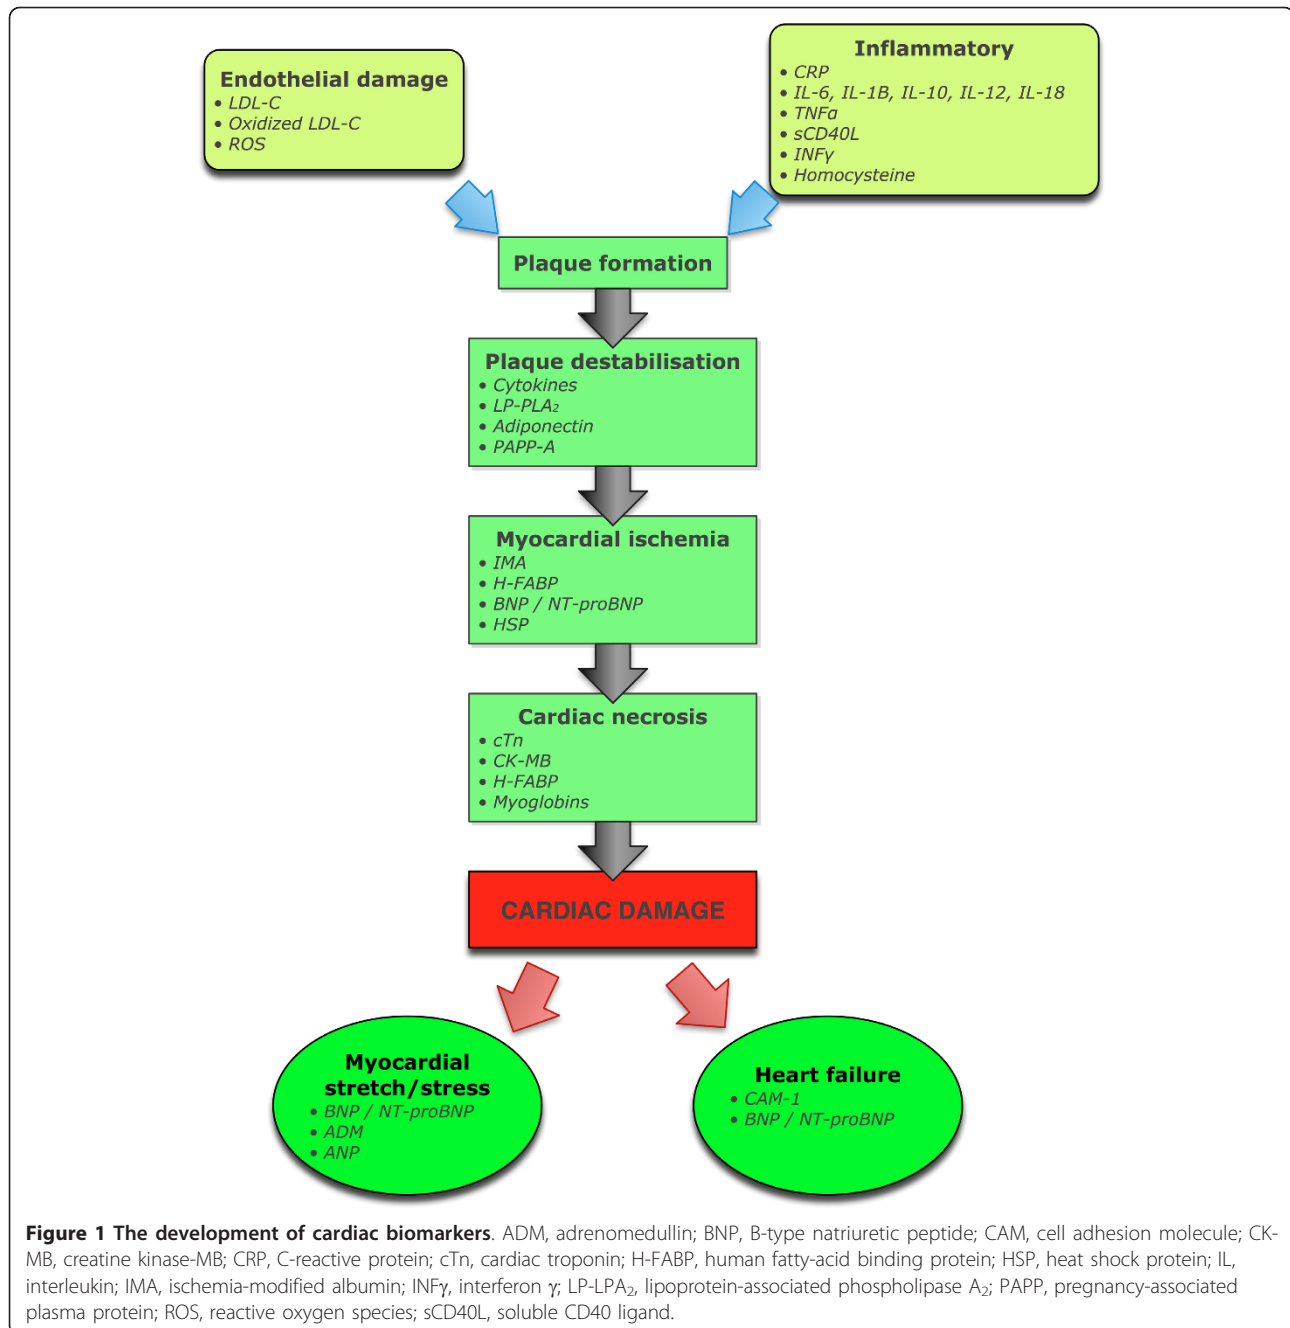 Endothelial damage
• LDL-C
• Oxidized LDL-C
• ROS
Inflammatory
• CRP
• IL-6, IL-1B, IL-10, IL-12, IL-18
• TNFα
• sCD40L
• INFγ
• Homocysteine
Plaque formation
Plaque destabilisation
• Cytokines
• LP-PLA₂
• Adiponectin
• PAPP-A
Myocardial ischemia
• IMA
• H-FABP
• BNP / NT-proBNP
• HSP
Cardiac necrosis
• cTn
• CK-MB
• H-FABP
• Myoglobins
CARDIAC DAMAGE
Myocardial
stretch/stress
• BNP / NT-proBNP
• ADM
• ANP
Heart failure
• CAM-1
• BNP / NT-proBNP
Figure 1 The development of cardiac biomarkers. ADM, adrenomedullin; BNP, B-type natriuretic peptide; CAM, cell adhesion molecule; CK-
MB, creatine kinase-MB; CRP, C-reactive protein; cTn, cardiac troponin; H-FABP, human fatty-acid binding protein; HSP, heat shock protein; IL,
interleukin; IMA, ischemia-modified albumin; INFγ, interferon γ; LP-LPA₂, lipoprotein-associated phospholipase A₂; PAPP, pregnancy-associated
plasma protein; ROS, reactive oxygen species; sCD40L, soluble CD40 ligand.